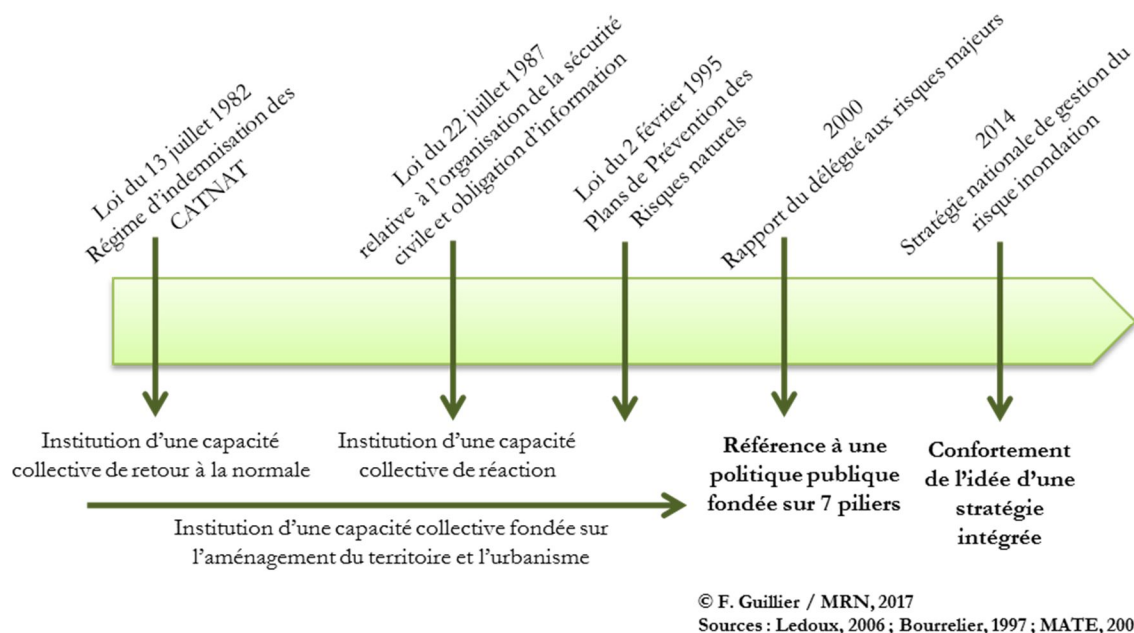 Loi du 13 juillet 1982
Régime d'indemnisation des
CATNAT
Loi du 22 juillet 1987
relative à l'organisation de la sécurité
civile et obligation d'information
Loi du 2 février 1995
Plans de Prévention des
Risques naturels
2000
Rapport du délégué aux risques majeurs
2014
Stratégie nationale de gestion du
risque inondation
Institution d'une capacité
collective de retour à la normale
Institution d'une capacité
collective de réaction
Institution d'une capacité collective fondée sur
l'aménagement du territoire et l'urbanisme
Référence à une
politique publique
fondée sur 7 piliers
Confortement
de l'idée d'une
stratégie
intégrée
© F. Guillier / MRN, 2017
Sources : Ledoux, 2006 ; Bourrelier, 1997 ; MATE, 200